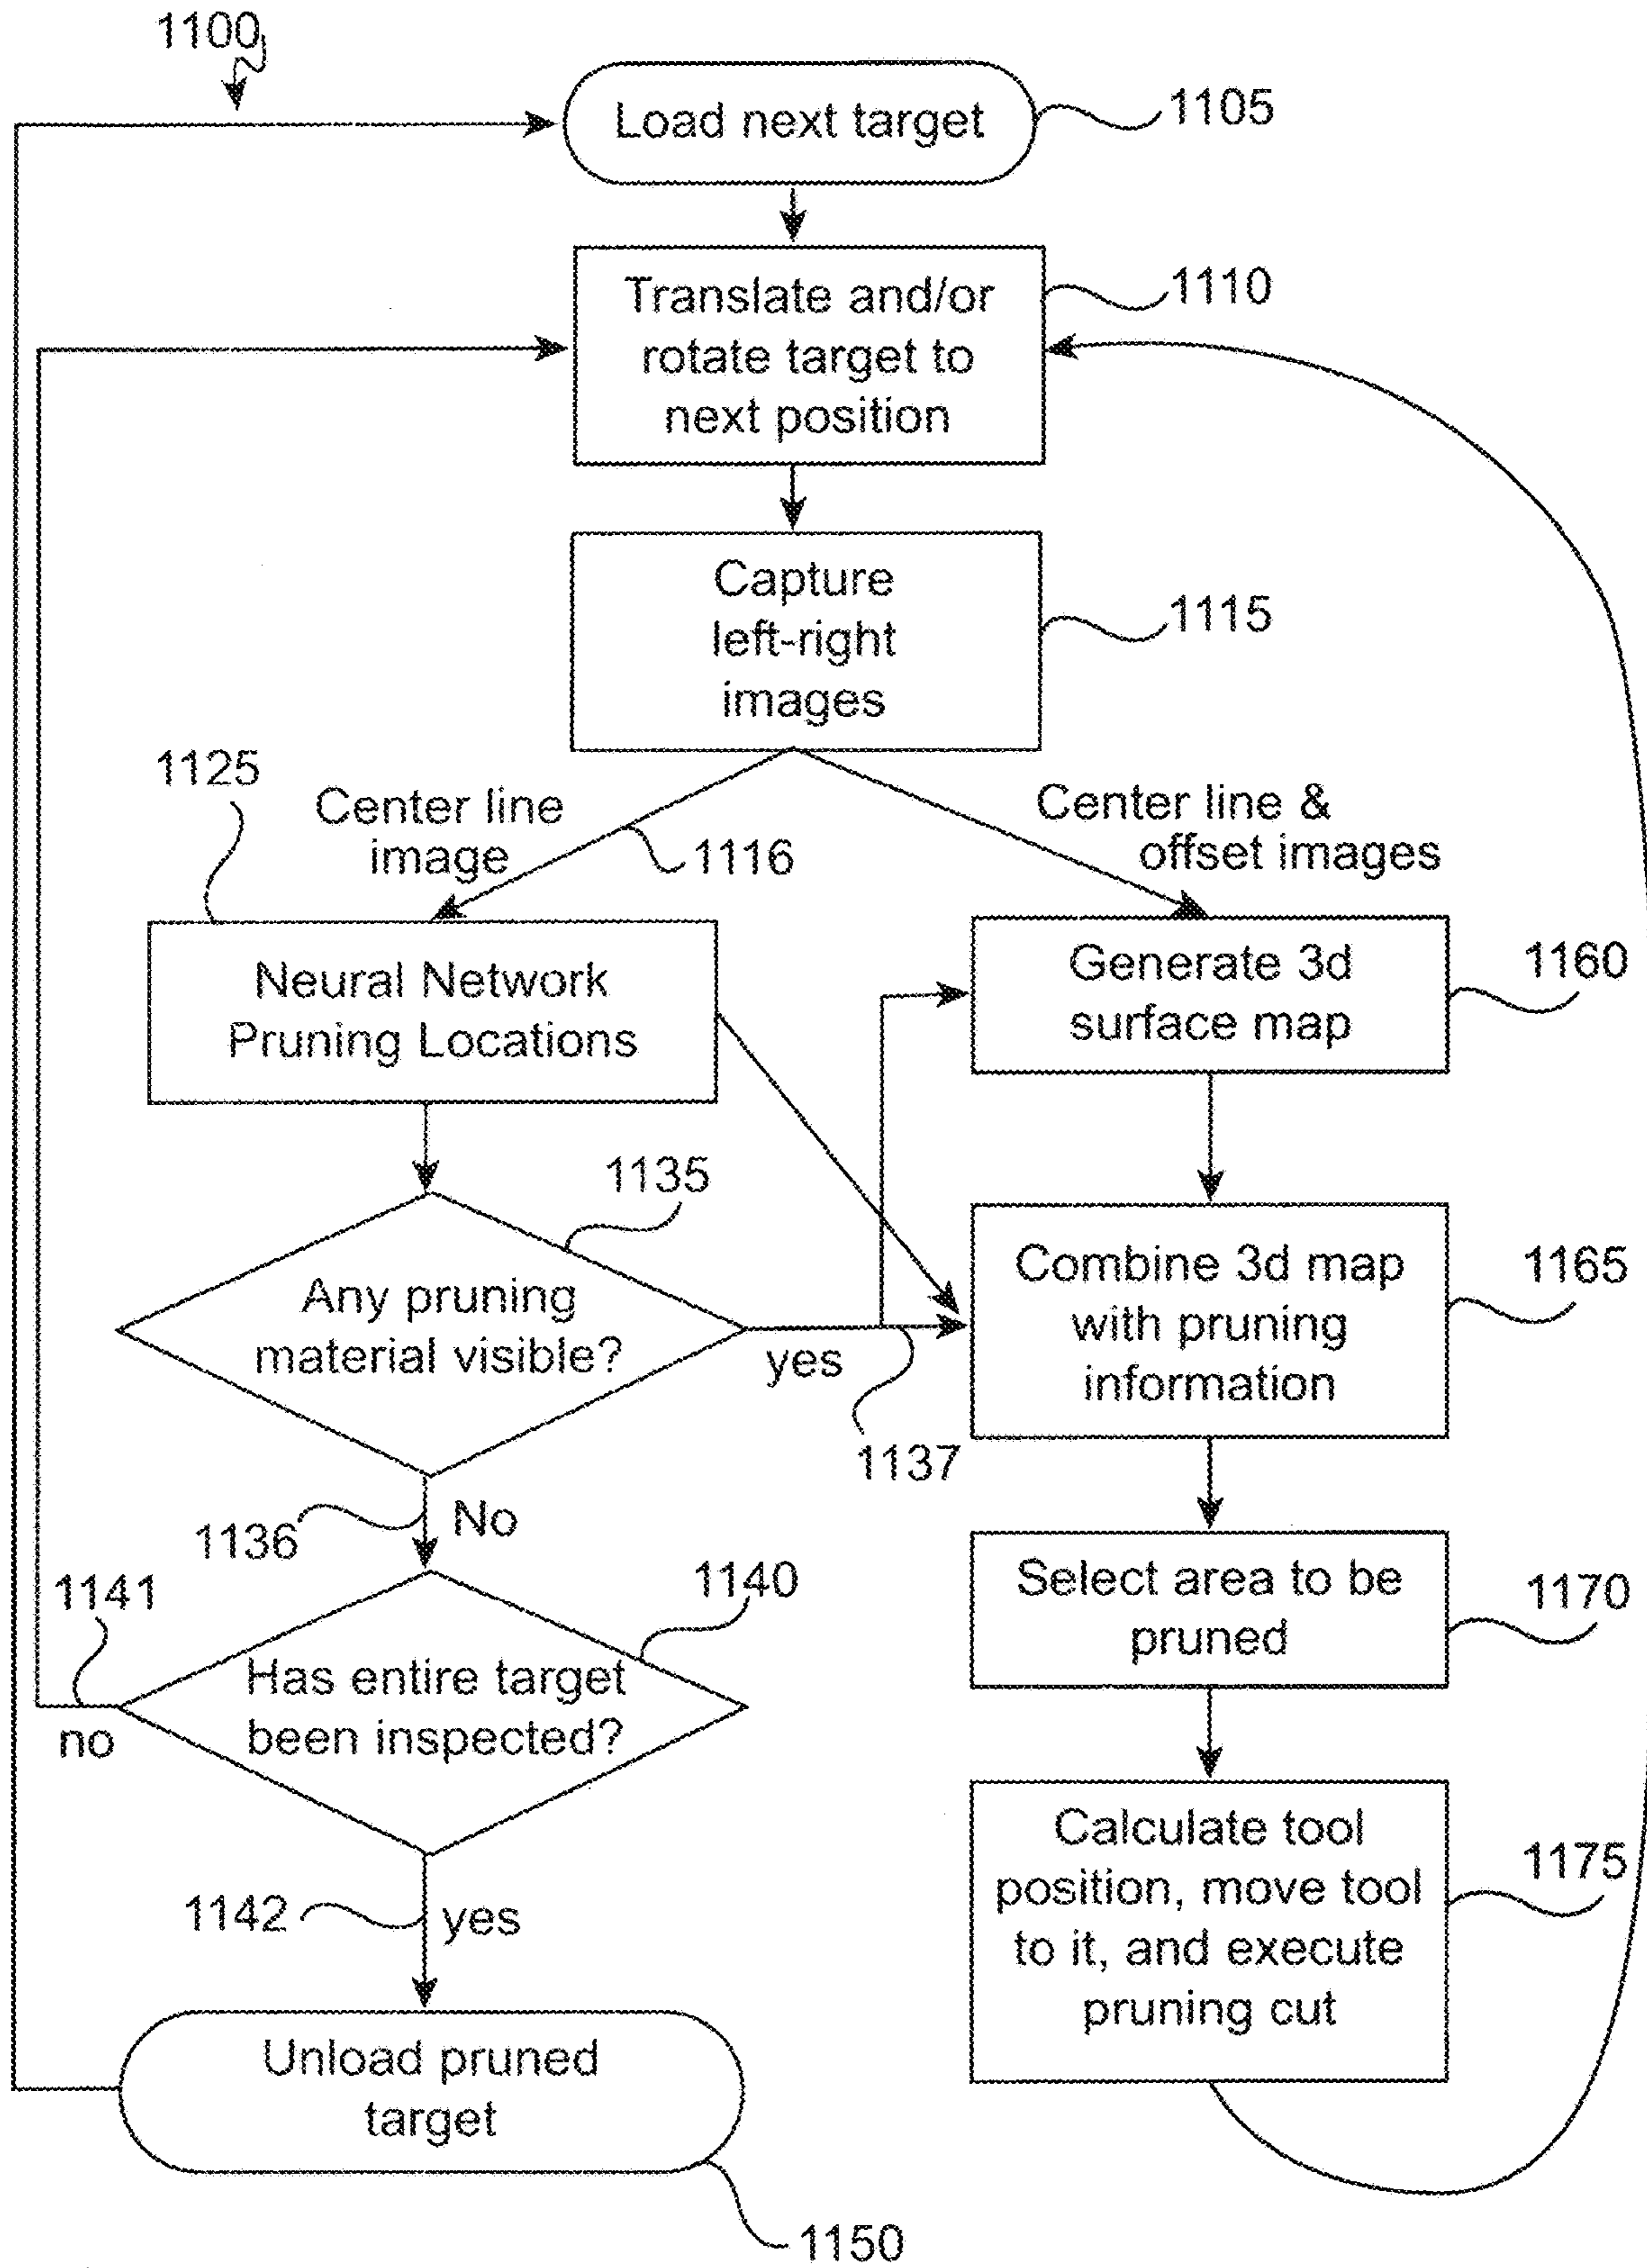 1100
Load next target
1105
Translate and/or
rotate target to
next position
1110
Capture
left-right
images
1115
1125
Center line
image
1116
Center line &
offset images
Neural Network
Pruning Locations
Generate 3d
surface map
1160
1135
Any pruning
material visible?
yes
1137
Combine 3d map
with pruning
information
1165
1136
No
1141
no
1140
Has entire target
been inspected?
Select area to be
pruned
1170
1142
yes
Calculate tool
position, move tool
to it, and execute
pruning cut
1175
Unload pruned
target
1150